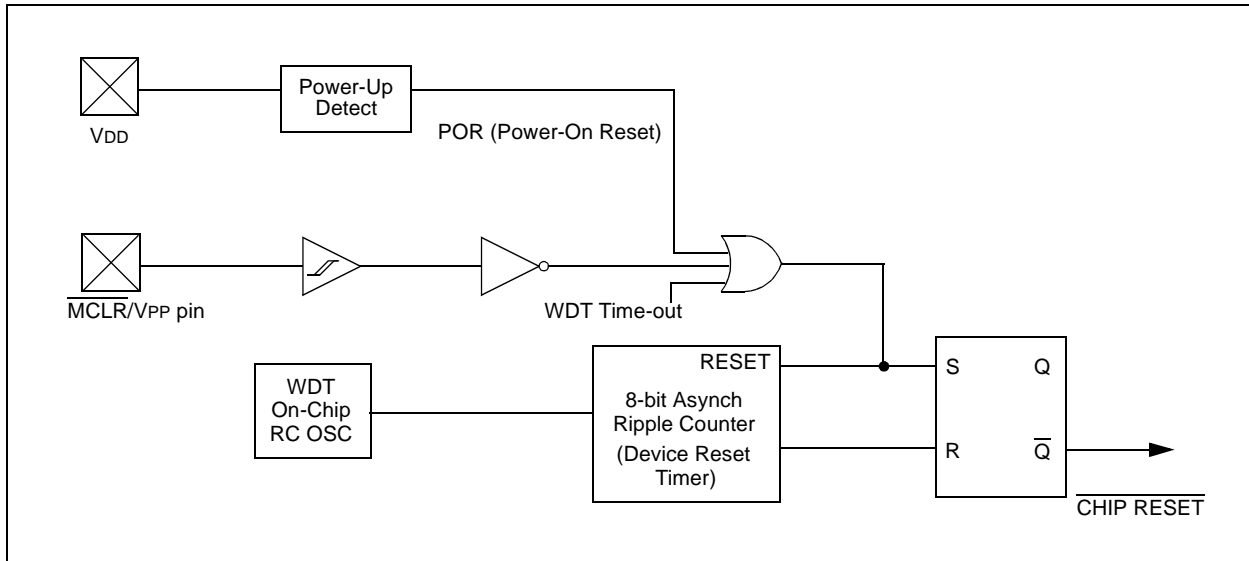 Power-Up
Detect
VDD
POR (Power-On Reset)
MCLR/VPP pin
WDT Time-out
WDT
On-Chip
RC OSC
RESET
8-bit Asynch
Ripple Counter
(Device Reset
Timer)
S Q
R Q
CHIP RESET